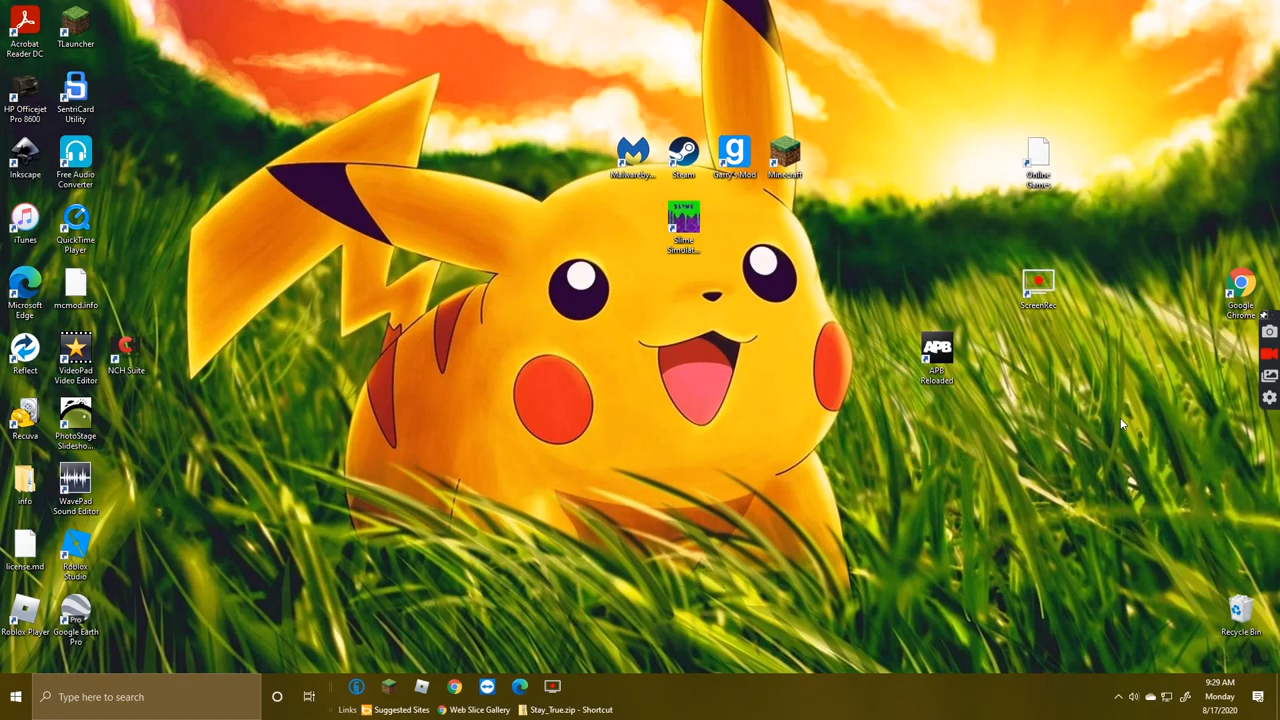 Acrobat
Reader DC
TLauncher
HP Officejet
Pro 8600
SentriCard
Utility
Inkscape
Free Audio
Converter
iTunes
QuickTime
Player
Microsoft
Edge
mcmod.info
Reflect
VideoPad
Video Editor
NCH Suite
Recuva
PhotoStage
Slidesho...
info
WavePad
Sound Editor
license.md
Roblox
Studio
Roblox Player
Pro
Google Earth
Pro
Malwareby...
Steam
g
Garry's Mod
Minecraft
SLIME
Slime
Simulat...
Online
Games
ScreenRec
Google
Chrome
APB
APB
Reloaded
Recycle Bin
Type here to search
Links
Suggested Sites
Web Slice Gallery
Stay_True.zip - Shortcut
9:29 AM
Monday
8/17/2020